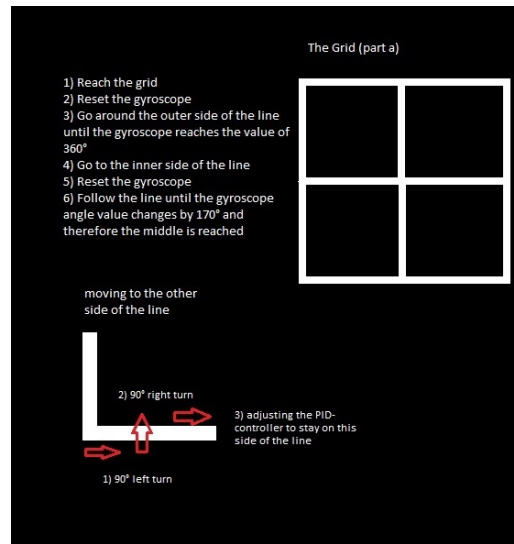 The Grid (part a)
1) Reach the grid
2) Reset the gyroscope
3) Go around the outer side of the line
until the gyroscope reaches the value of
360°
4) Go to the inner side of the line
5) Reset the gyroscope
6) Follow the line until the gyroscope
angle value changes by 170° and
therefore the middle is reached
moving to the other
side of the line
2) 90° right turn
3) adjusting the PID-
controller to stay on this
side of the line
1) 90° left turn